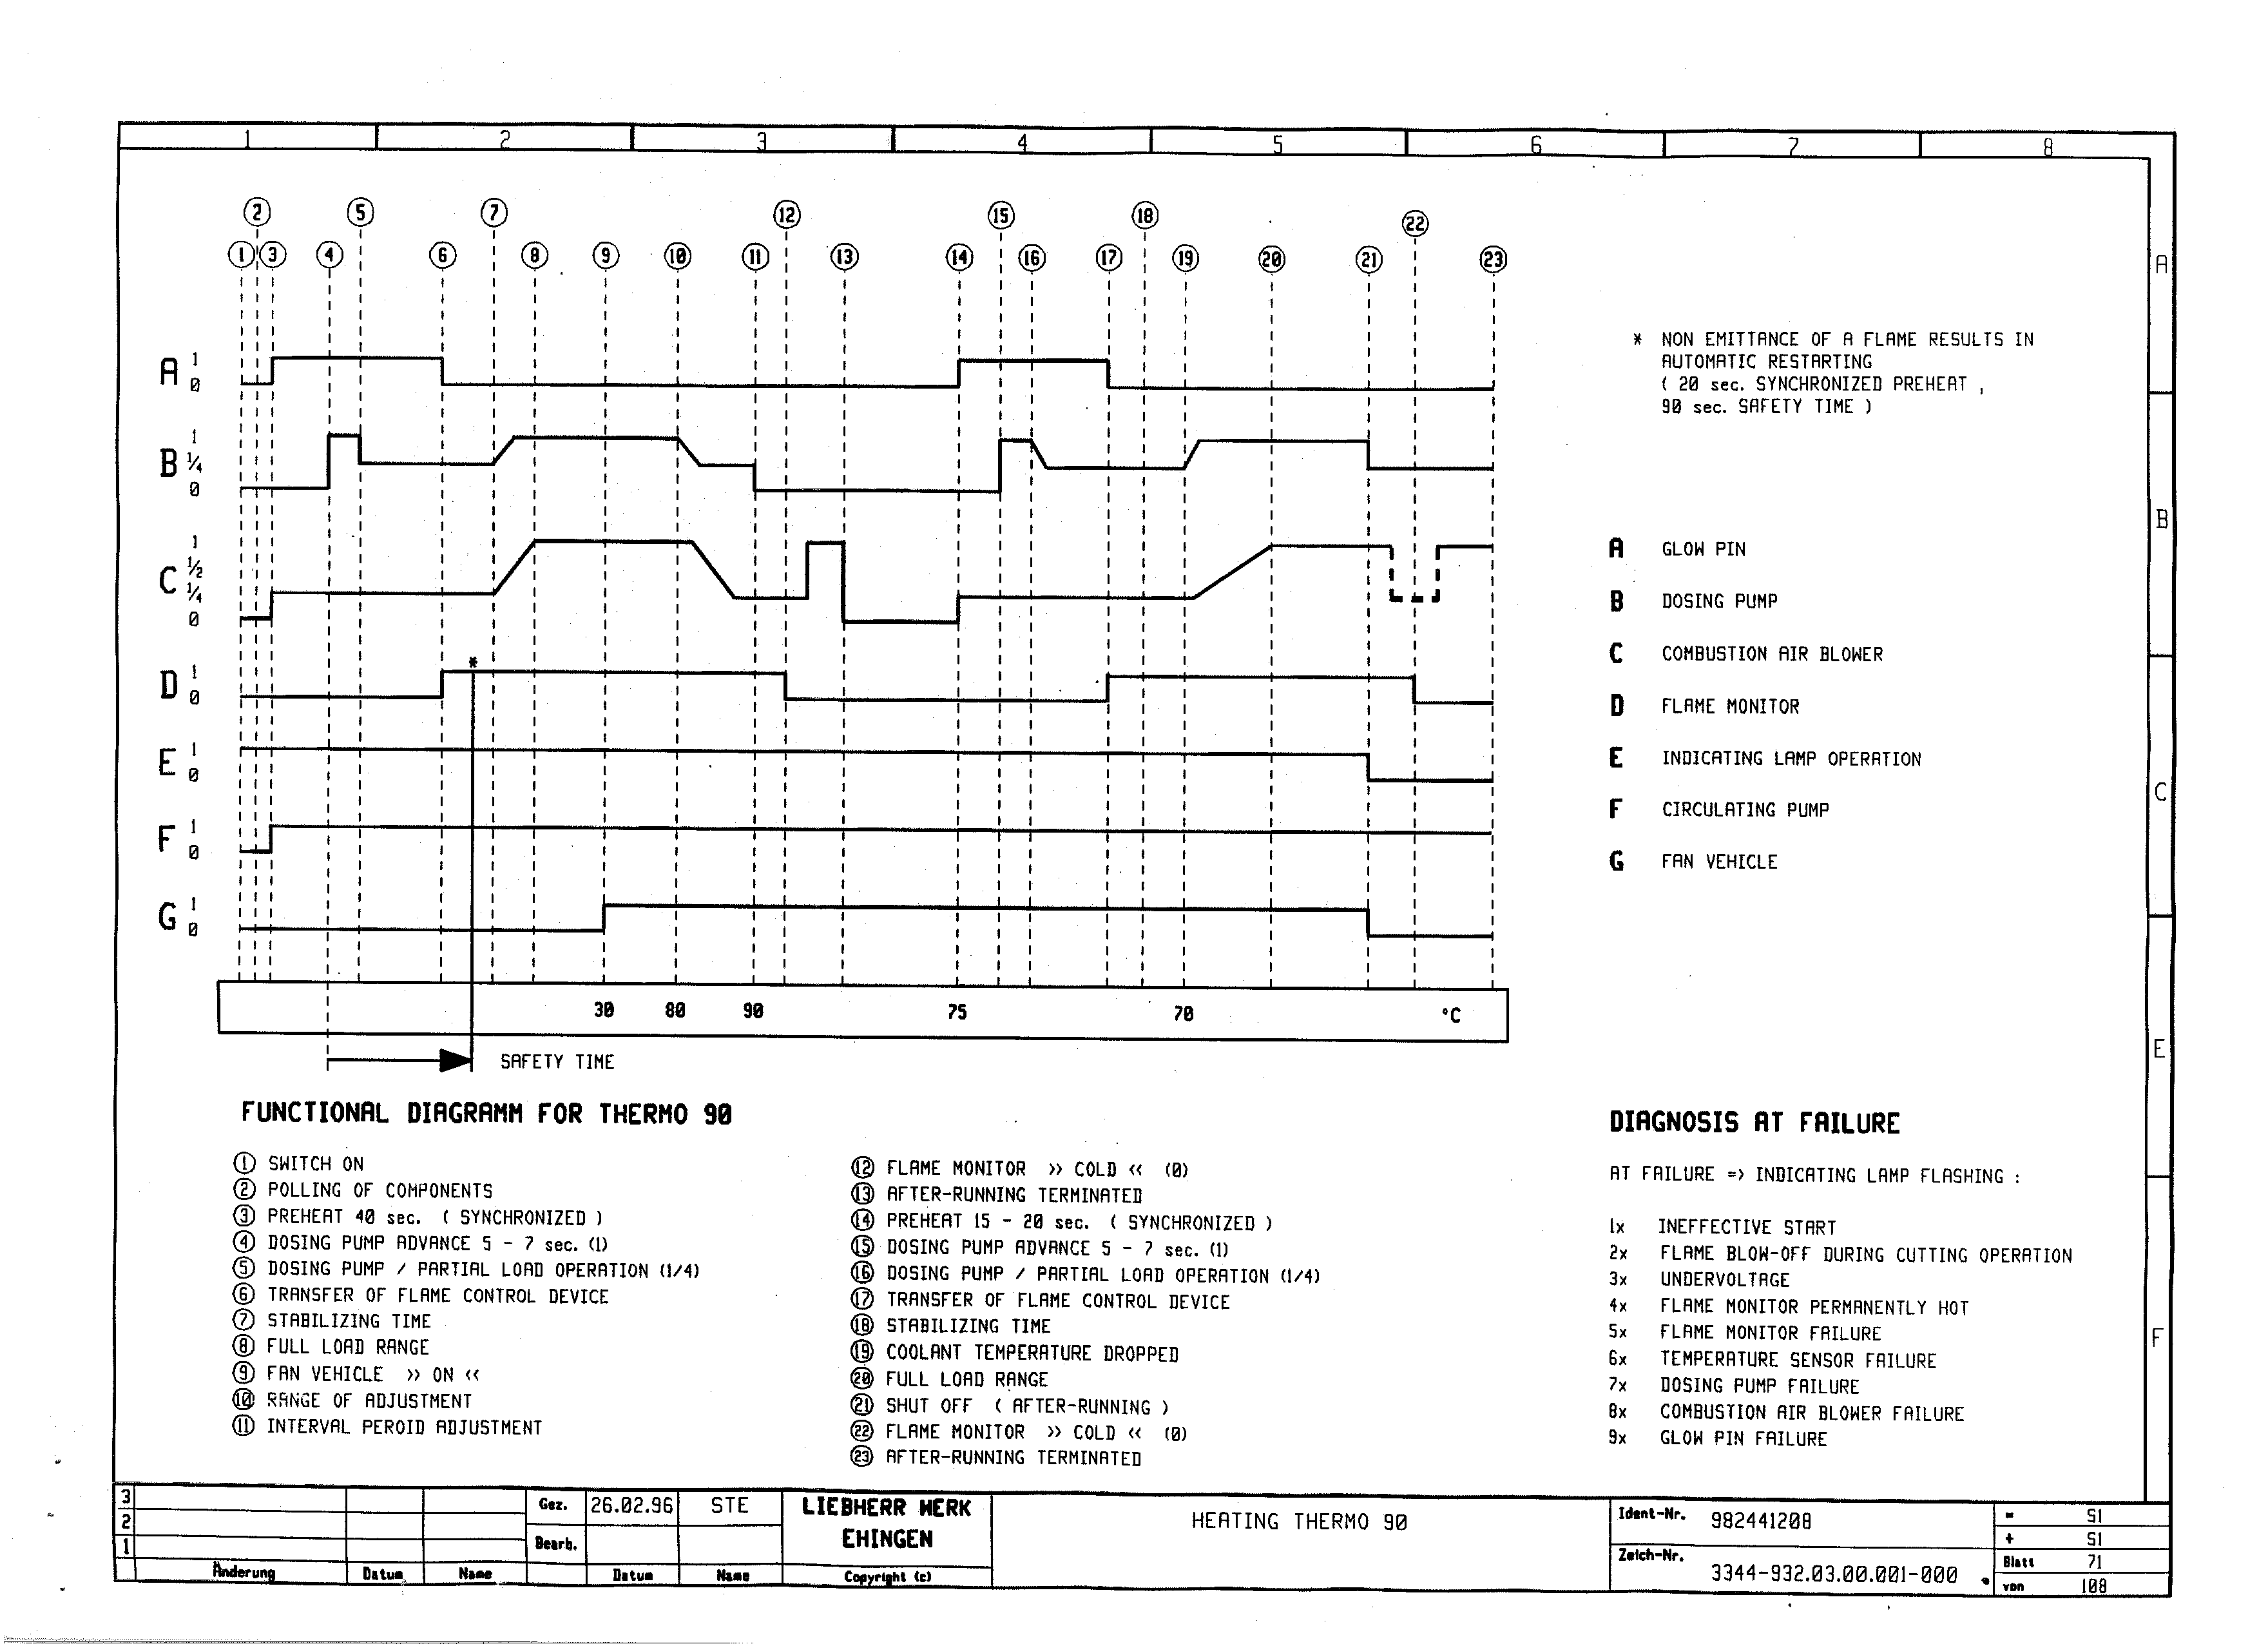 1 2 3 4 5 6 7 8
2 5 7 12 15 18 22
1 3 4 6 8 9 10 11 13 14 16 17 19 20 21 23
A
* NON EMITTANCE OF A FLAME RESULTS IN
AUTOMATIC RESTARTING
( 20 sec. SYNCHRONIZED PREHEAT ,
90 sec. SAFETY TIME )
A 1
0
B 1
1/4
0
B
C 1
1/2
1/4
0
*
D 1
0
E 1
0
C
F 1
0
G 1
0
A GLOW PIN
B DOSING PUMP
C COMBUSTION AIR BLOWER
D FLAME MONITOR
E INDICATING LAMP OPERATION
F CIRCULATING PUMP
G FAN VEHICLE
30 80 90 75 70 °C
E
SAFETY TIME
FUNCTIONAL DIAGRAMM FOR THERMO 90
1 SWITCH ON
2 POLLING OF COMPONENTS
3 PREHEAT 40 sec. ( SYNCHRONIZED )
4 DOSING PUMP ADVANCE 5 - 7 sec. (1)
5 DOSING PUMP / PARTIAL LOAD OPERATION (1/4)
6 TRANSFER OF FLAME CONTROL DEVICE
7 STABILIZING TIME
8 FULL LOAD RANGE
9 FAN VEHICLE >> ON <<
10 RANGE OF ADJUSTMENT
11 INTERVAL PEROID ADJUSTMENT
12 FLAME MONITOR >> COLD << (0)
13 AFTER-RUNNING TERMINATED
14 PREHEAT 15 - 20 sec. ( SYNCHRONIZED )
15 DOSING PUMP ADVANCE 5 - 7 sec. (1)
16 DOSING PUMP / PARTIAL LOAD OPERATION (1/4)
17 TRANSFER OF FLAME CONTROL DEVICE
18 STABILIZING TIME
19 COOLANT TEMPERATURE DROPPED
20 FULL LOAD RANGE
21 SHUT OFF ( AFTER-RUNNING )
22 FLAME MONITOR >> COLD << (0)
23 AFTER-RUNNING TERMINATED
DIAGNOSIS AT FAILURE
AT FAILURE => INDICATING LAMP FLASHING :
1x INEFFECTIVE START
2x FLAME BLOW-OFF DURING CUTTING OPERATION
3x UNDERVOLTAGE
4x FLAME MONITOR PERMANENTLY HOT
5x FLAME MONITOR FAILURE
6x TEMPERATURE SENSOR FAILURE
7x DOSING PUMP FAILURE
8x COMBUSTION AIR BLOWER FAILURE
9x GLOW PIN FAILURE
F
3
2
1
Änderung Datum Name
Gez. 26.02.96 STE
Bearb.
Datum Name
LIEBHERR WERK
EHINGEN
Copyright (c)
HEATING THERMO 90
Ident-Nr. 982441208
Zeich-Nr. 3344-932.03.00.001-000
= S1
+ S1
Blatt 71
von 108